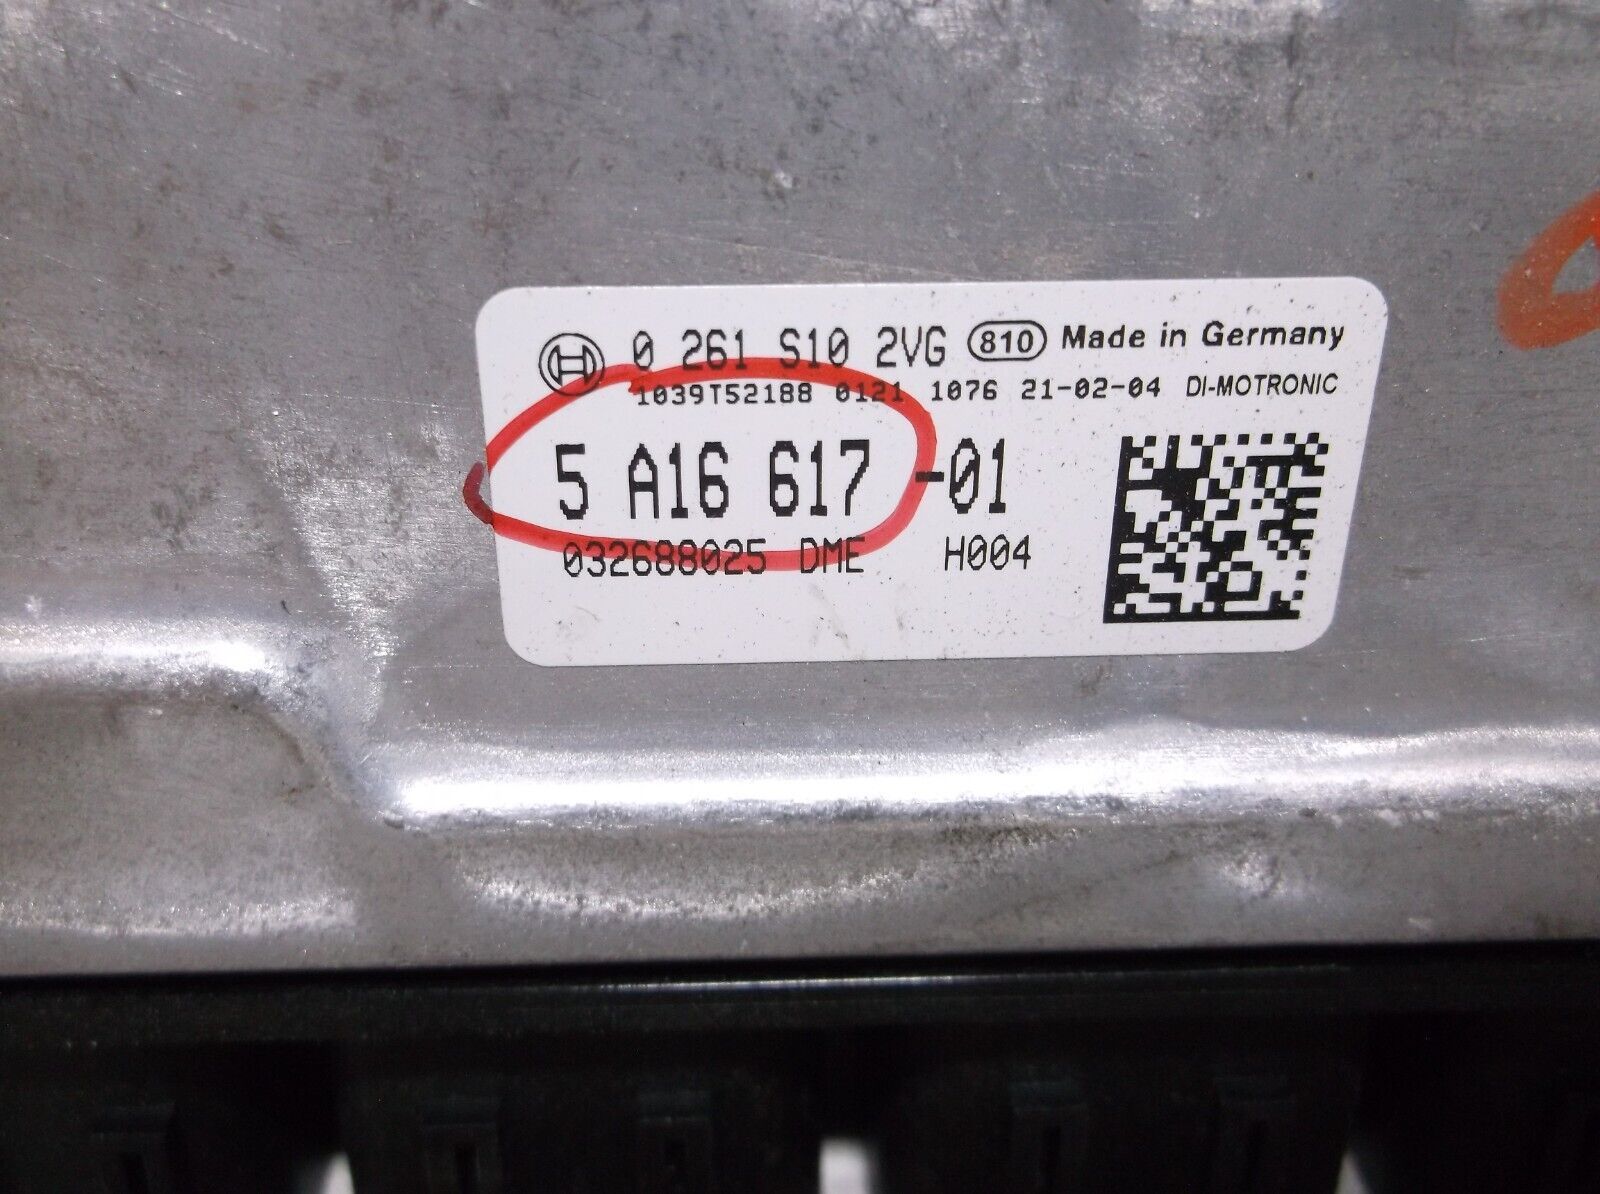 0 261 S10 2VG 810 Made in Germany
1039T52188 0121 1076 21-02-04 DI-MOTRONIC
5 A16 617 -01
032688025 DME H004